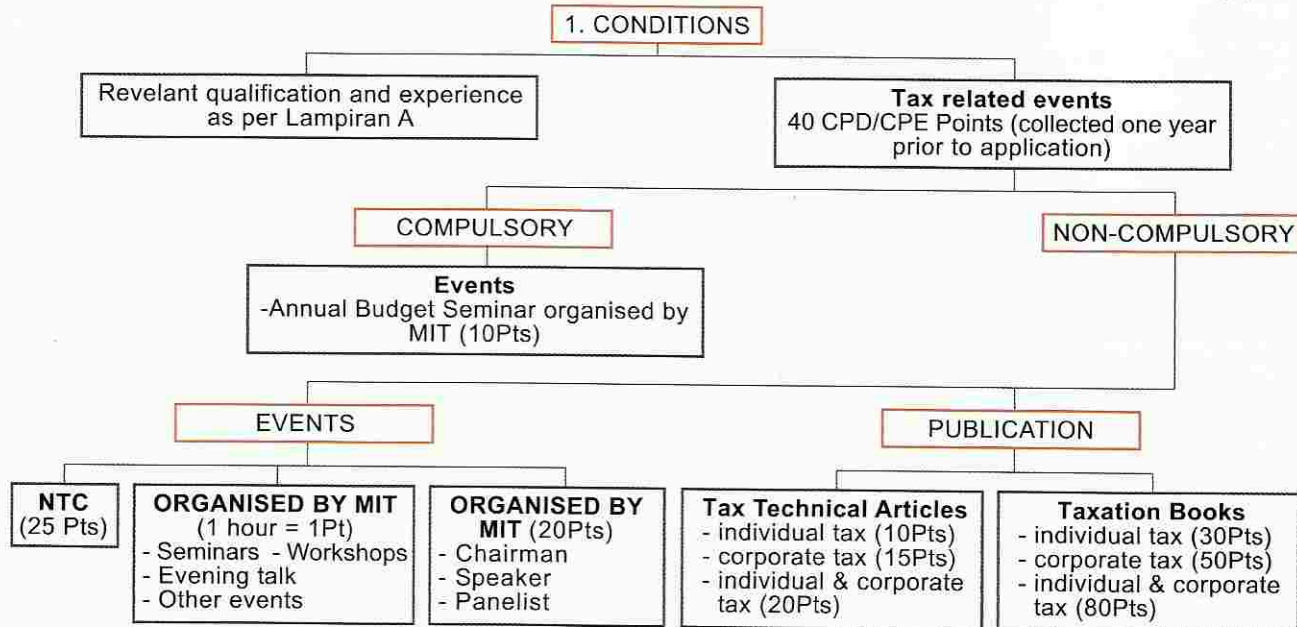 1. CONDITIONS
Revelant qualification and experience
as per Lampiran A
Tax related events
40 CPD/CPE Points (collected one year
prior to application)
COMPULSORY
NON-COMPULSORY
Events
-Annual Budget Seminar organised by
MIT (10Pts)
EVENTS
PUBLICATION
NTC
(25 Pts)
ORGANISED BY MIT
(1 hour = 1Pt)
- Seminars - Workshops
- Evening talk
- Other events
ORGANISED BY
MIT (20Pts)
- Chairman
- Speaker
- Panelist
Tax Technical Articles
- individual tax (10Pts)
- corporate tax (15Pts)
- individual & corporate
tax (20Pts)
Taxation Books
- individual tax (30Pts)
- corporate tax (50Pts)
- individual & corporate
tax (80Pts)